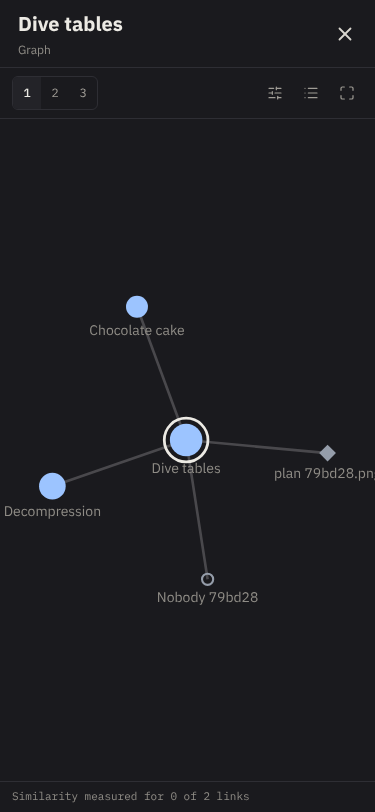 Dive tables
Graph
1 2 3
Chocolate cake
Dive tables
plan 79bd28.png
Decompression
Nobody 79bd28
Similarity measured for 0 of 2 links